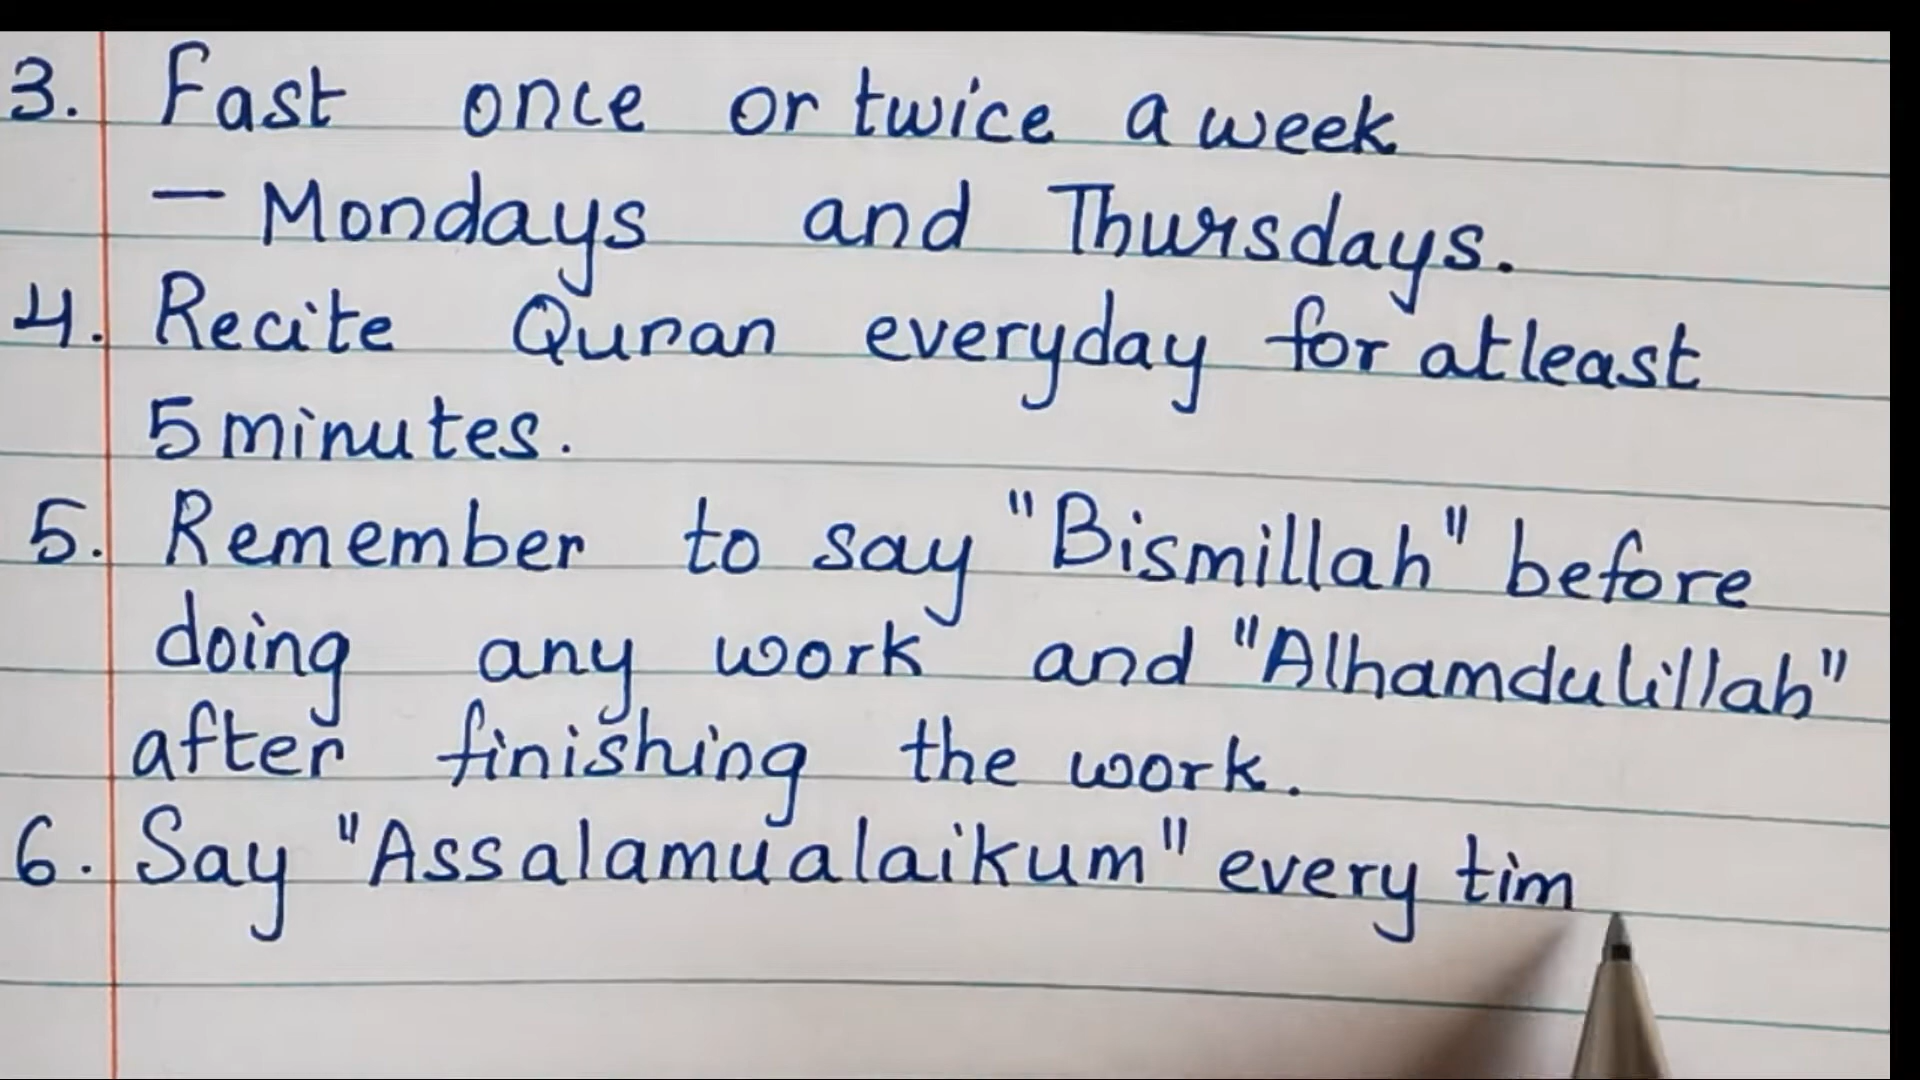 3. Fast once or twice a week
— Mondays and Thursdays.
4. Recite Quran everyday for atleast
5 minutes.
5. Remember to say "Bismillah" before
doing any work and "Alhamdulillah"
after finishing the work.
6. Say "Assalamualaikum" every tim